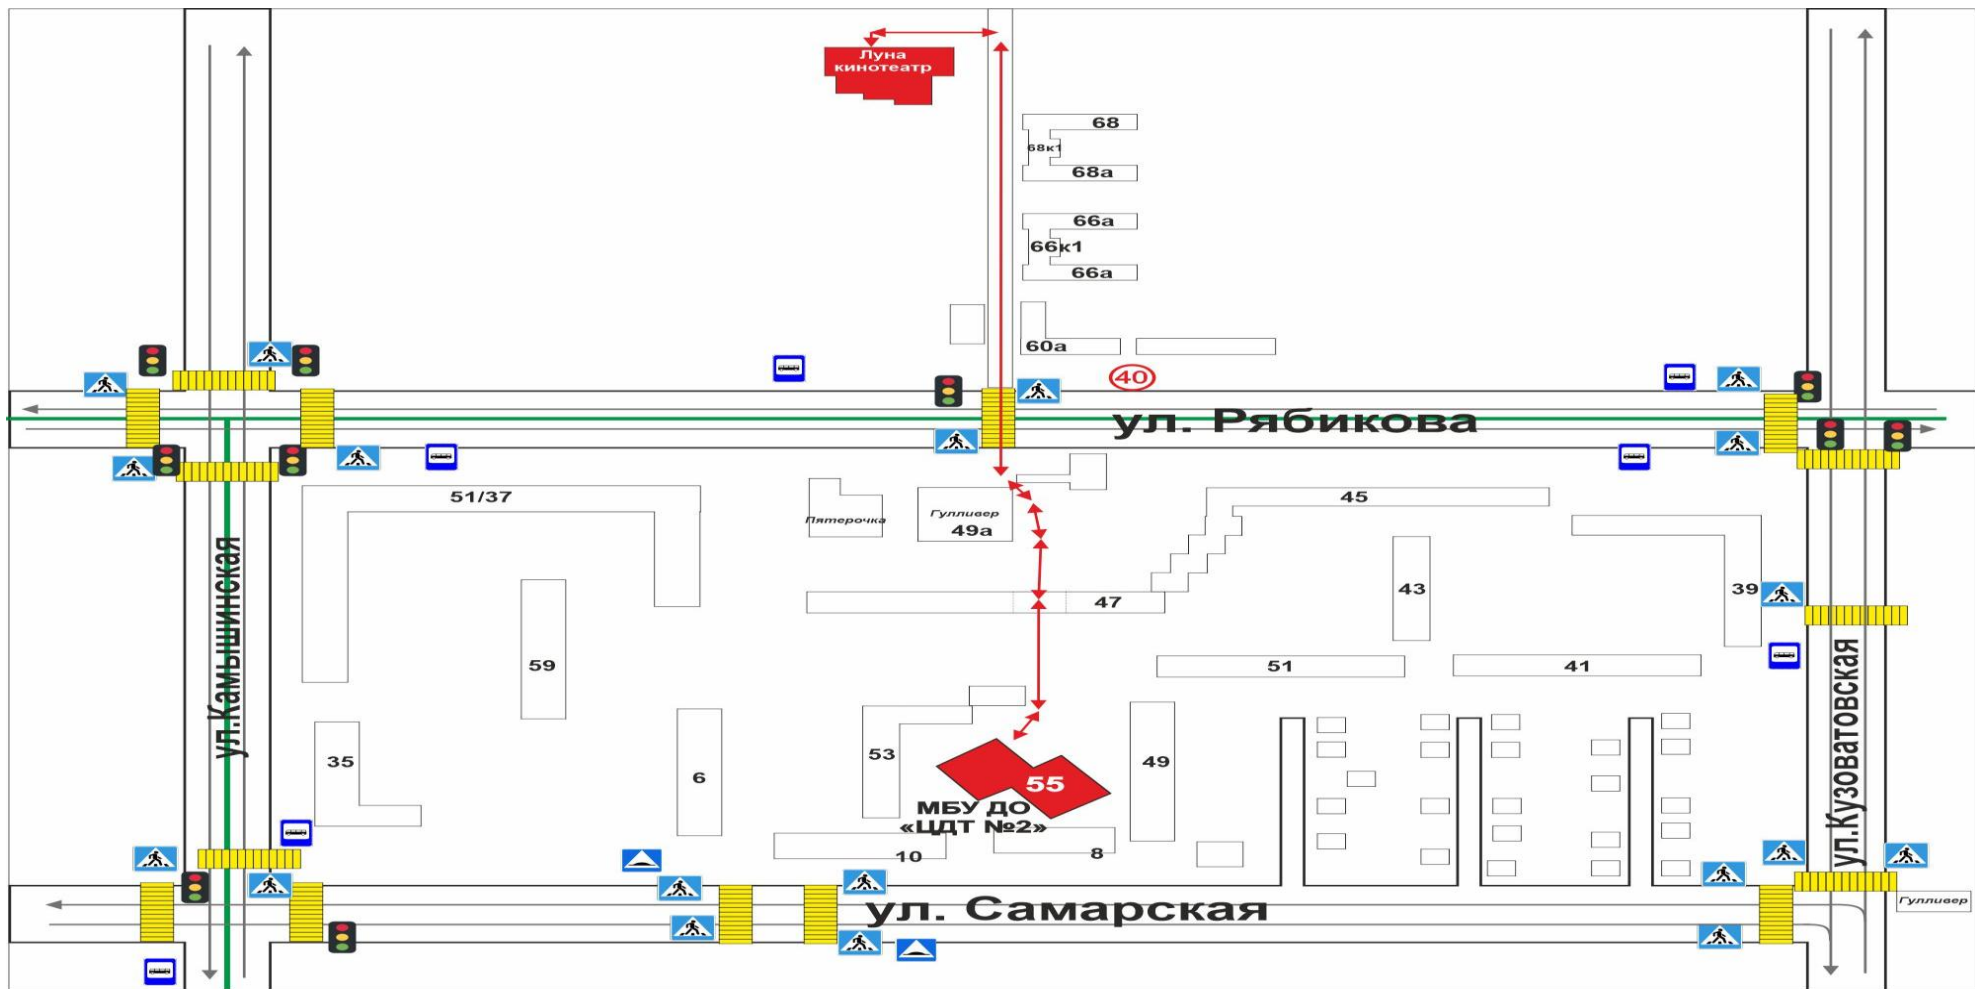 Луна
кинотеатр
68
68к1
68а
66а
66к1
66а
60а
40
ул. Рябикова
51/37
Пятерочка
Гулливер
49а
45
47
43
39
59
51
41
ул.Камышинская
ул.Кузоватовская
35
6
53
55
49
МБУ ДО
«ЦДТ №2»
10
8
ул. Самарская
Гулливер